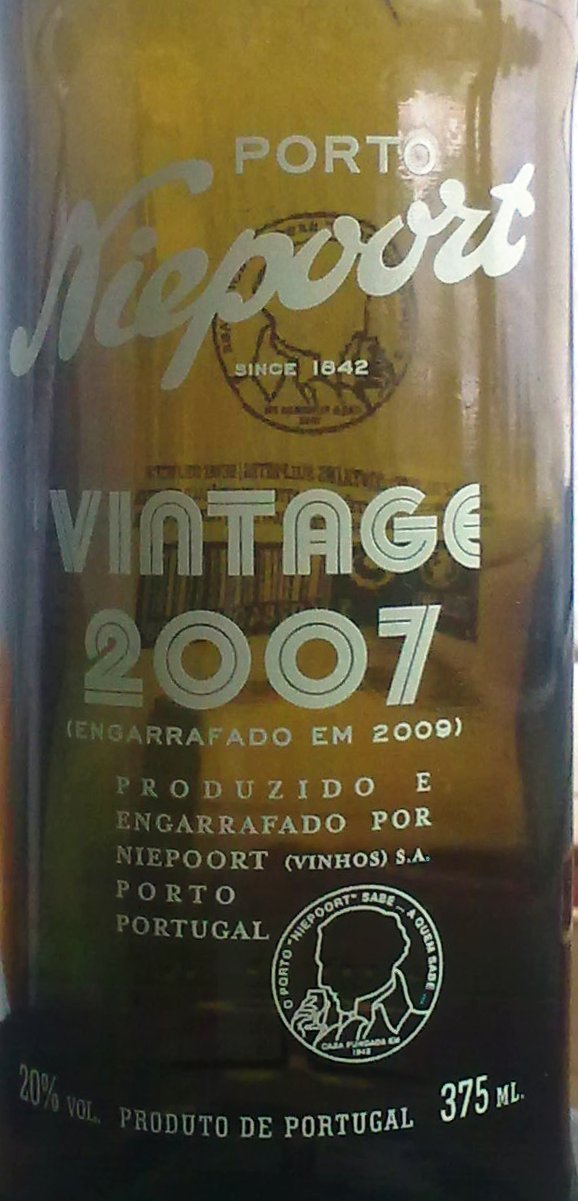 PORTO
Niepoort
SINCE 1842
VINTAGE
2007
(ENGARRAFADO EM 2009)
PRODUZIDO E
ENGARRAFADO POR
NIEPOORT (VINHOS) S.A.
PORTO
PORTUGAL
O PORTO "NIEPOORT" SABE ... A QUEM SABE ...
CASA FUNDADA EM
1842
20% VOL. PRODUTO DE PORTUGAL 375 ML.